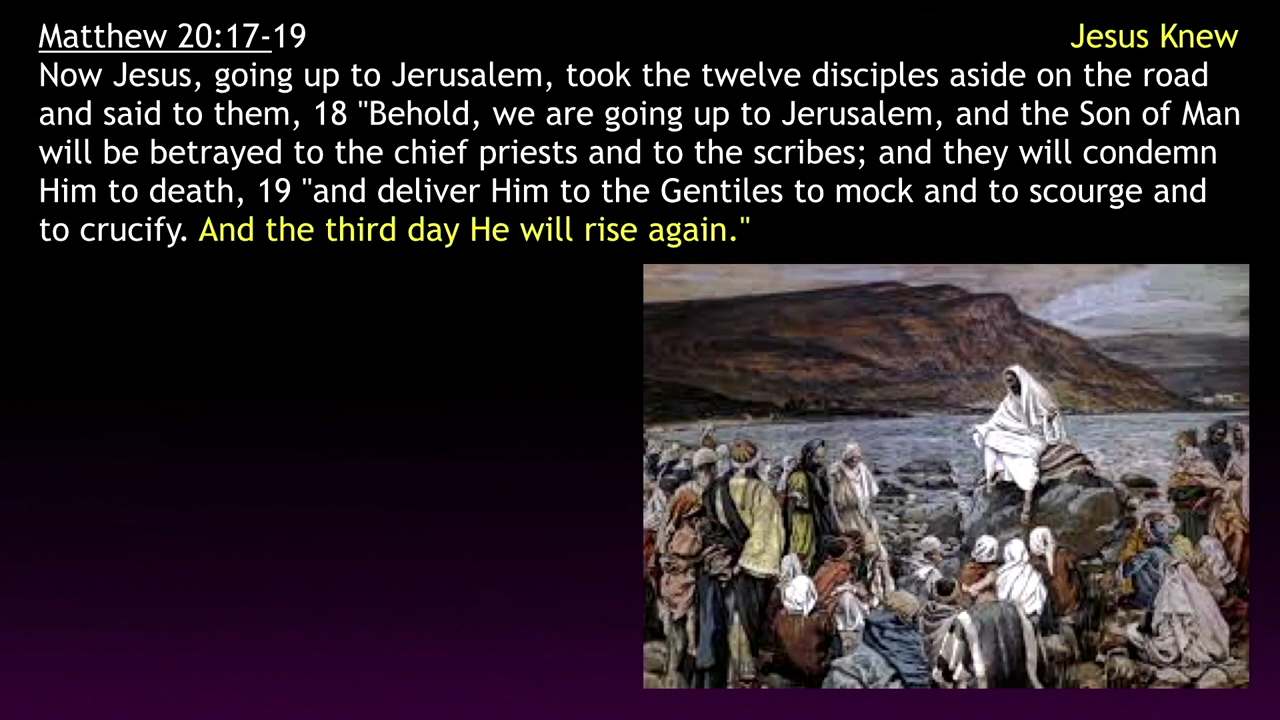 Matthew 20:17-19 Jesus Knew
Now Jesus, going up to Jerusalem, took the twelve disciples aside on the road
and said to them, 18 "Behold, we are going up to Jerusalem, and the Son of Man
will be betrayed to the chief priests and to the scribes; and they will condemn
Him to death, 19 "and deliver Him to the Gentiles to mock and to scourge and
to crucify. And the third day He will rise again."